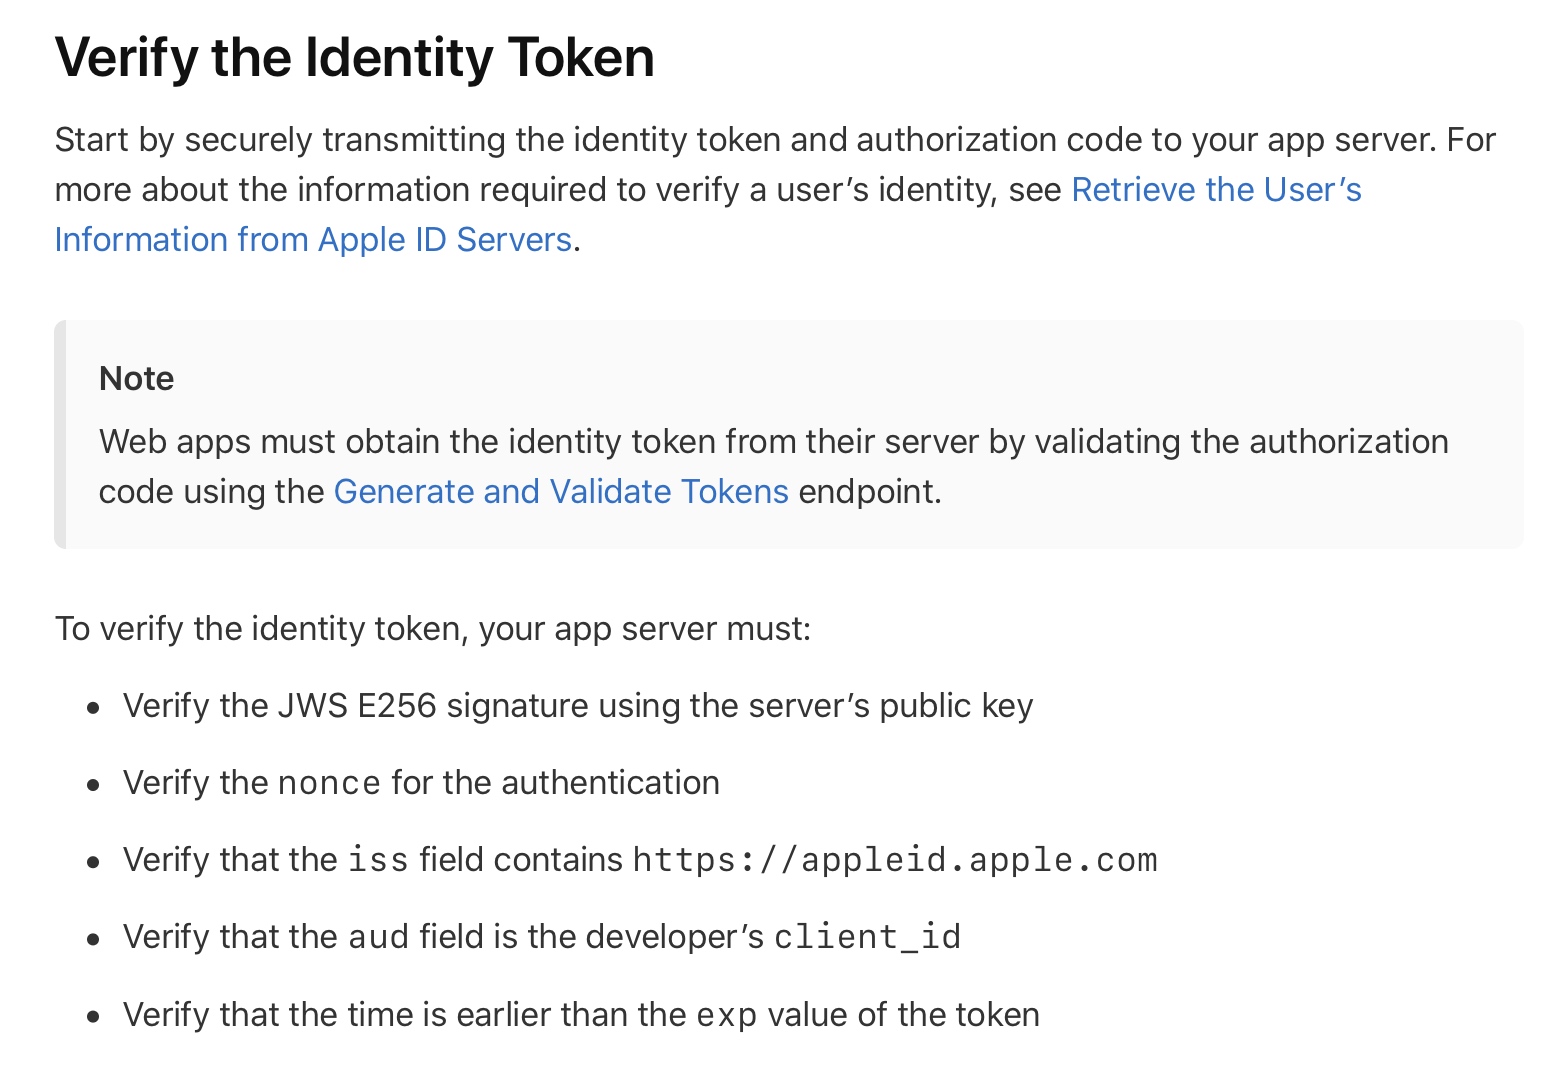 Verify the Identity Token
Start by securely transmitting the identity token and authorization code to your app server. For
more about the information required to verify a user’s identity, see Retrieve the User’s
Information from Apple ID Servers.
Note
Web apps must obtain the identity token from their server by validating the authorization
code using the Generate and Validate Tokens endpoint.
To verify the identity token, your app server must:
• Verify the JWS E256 signature using the server’s public key
• Verify the nonce for the authentication
• Verify that the iss field contains https://appleid.apple.com
• Verify that the aud field is the developer’s client_id
• Verify that the time is earlier than the exp value of the token